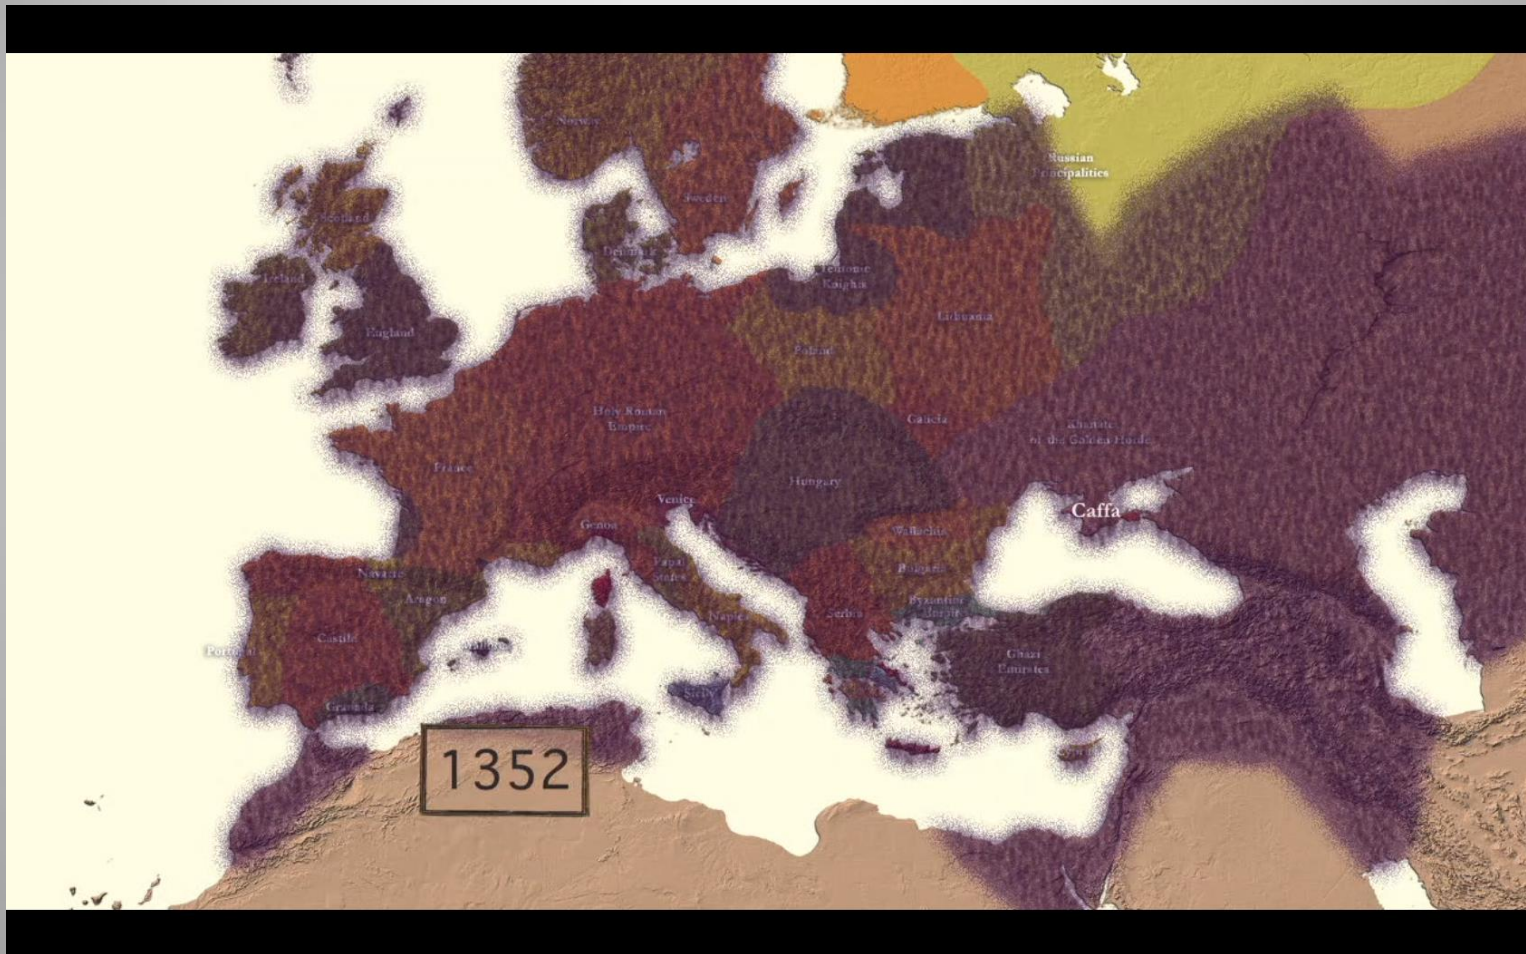 Norway
Russian
Principalities
Sweden
Scotland
Denmark
Teutonic
Knights
Ireland
Lithuania
England
Poland
Holy Roman
Empire
Galicia
Khanate
of the Golden Horde
France
Hungary
Venice
Caffa
Genoa
Wallachia
Papal
States
Navarre
Bulgaria
Aragon
Byzantine
Empire
Naples
Serbia
Castile
Portugal
Ghazi
Emirates
Sicily
Granada
1352